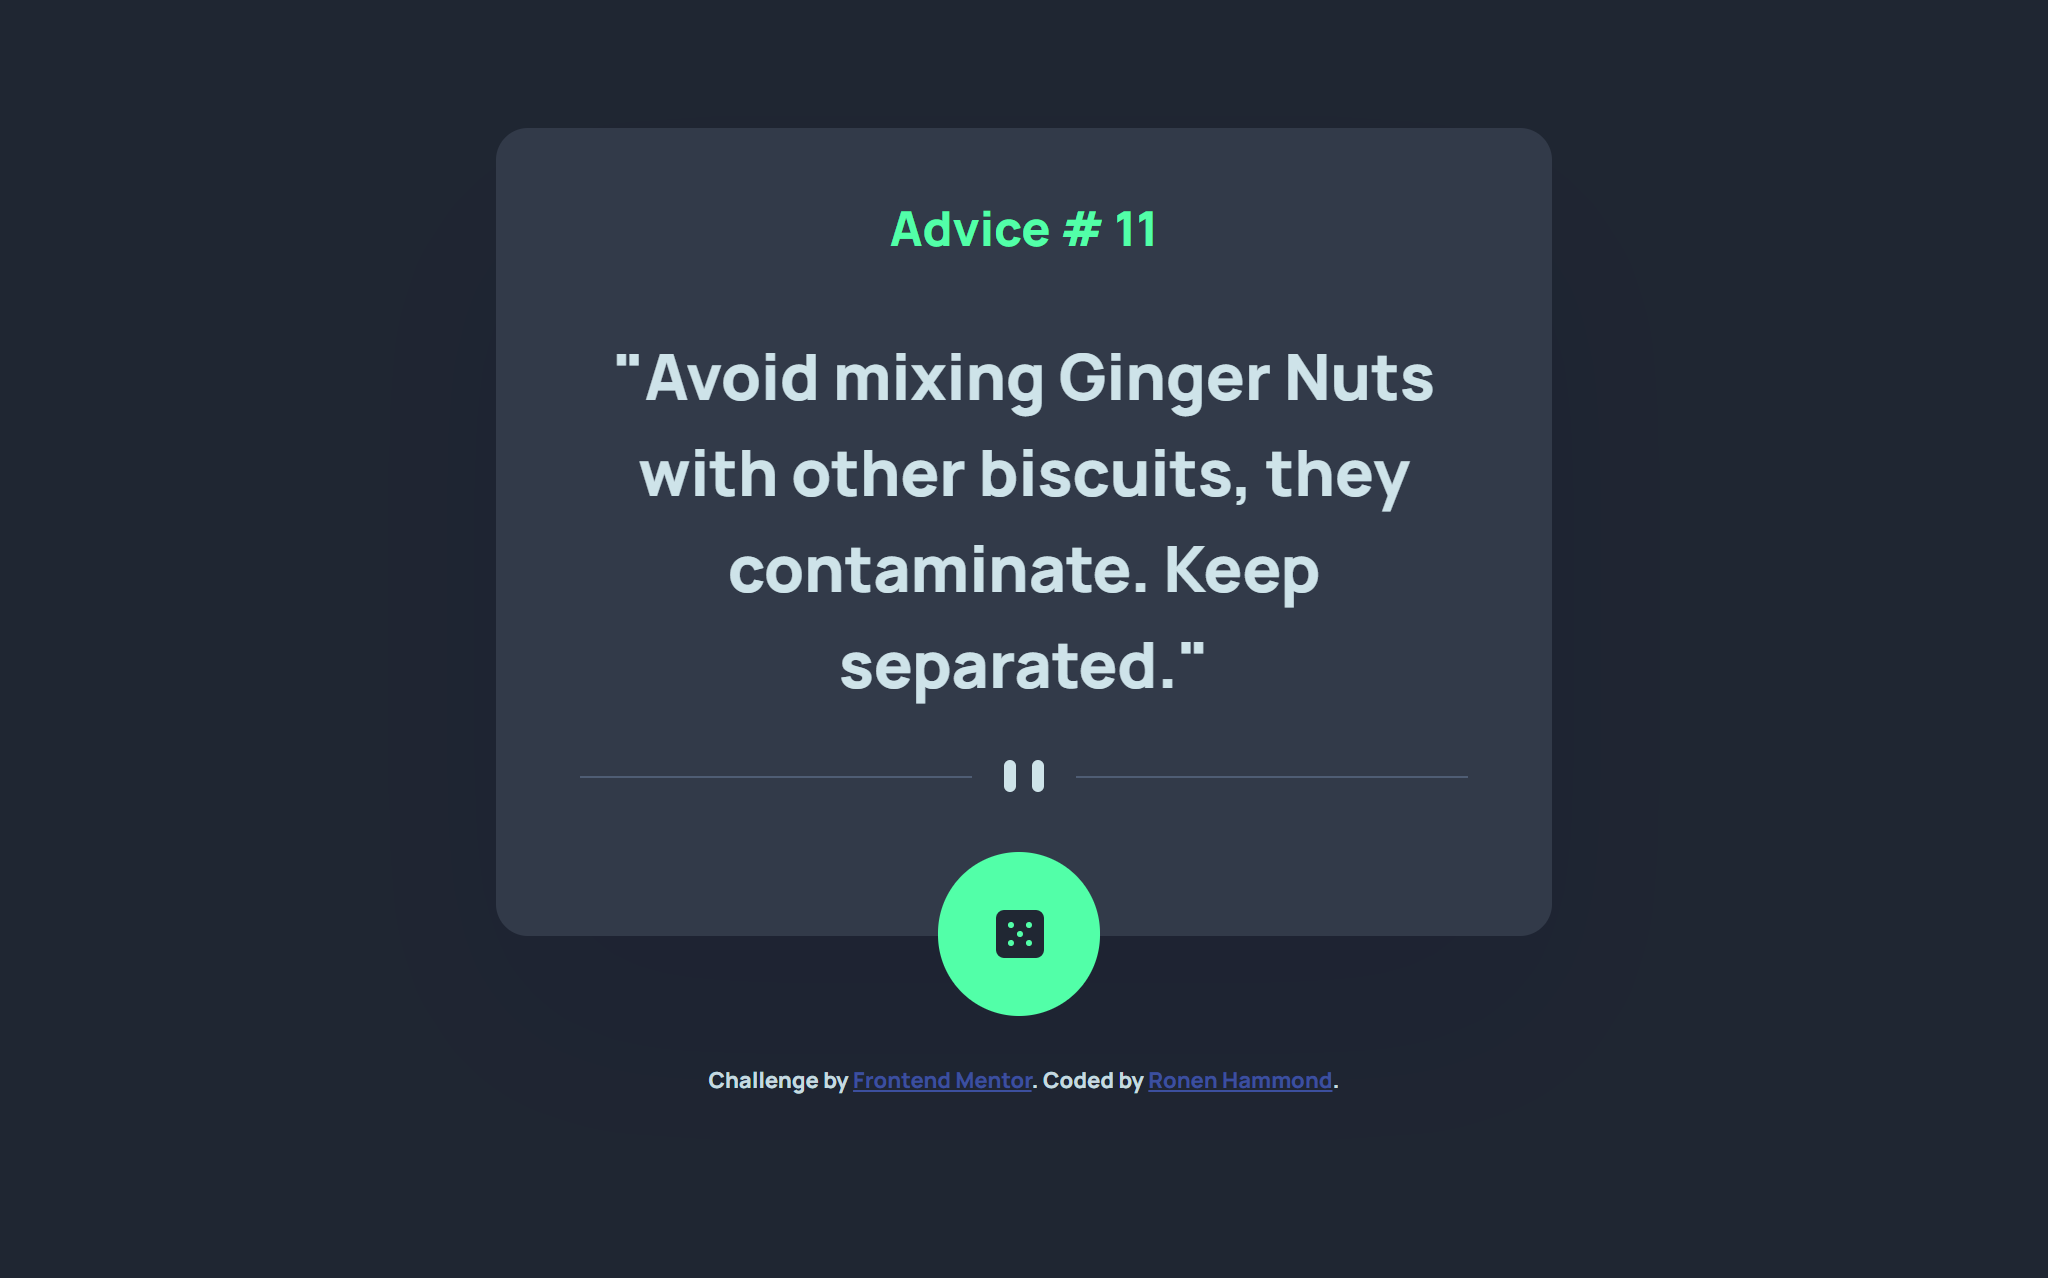 Advice # 11
"Avoid mixing Ginger Nuts
with other biscuits, they
contaminate. Keep
separated."
Challenge by Frontend Mentor. Coded by Ronen Hammond.